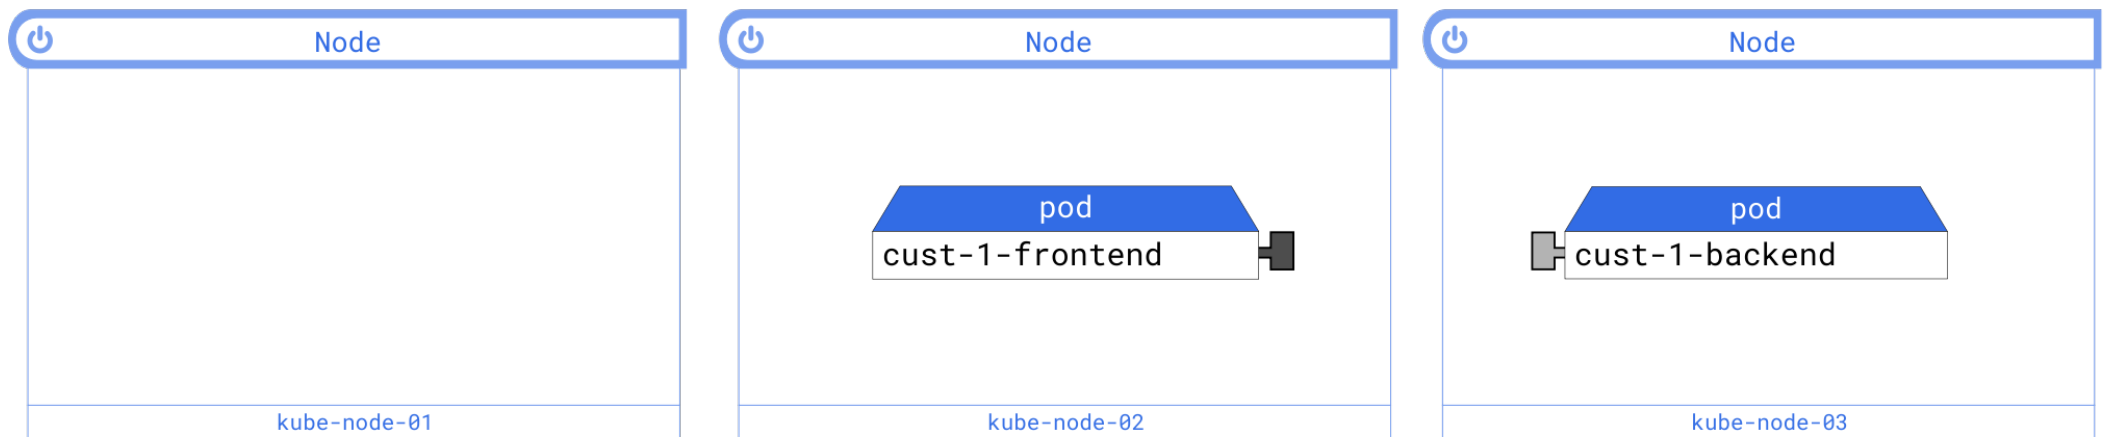 Node
kube-node-01
Node
pod
cust-1-frontend
kube-node-02
Node
pod
cust-1-backend
kube-node-03